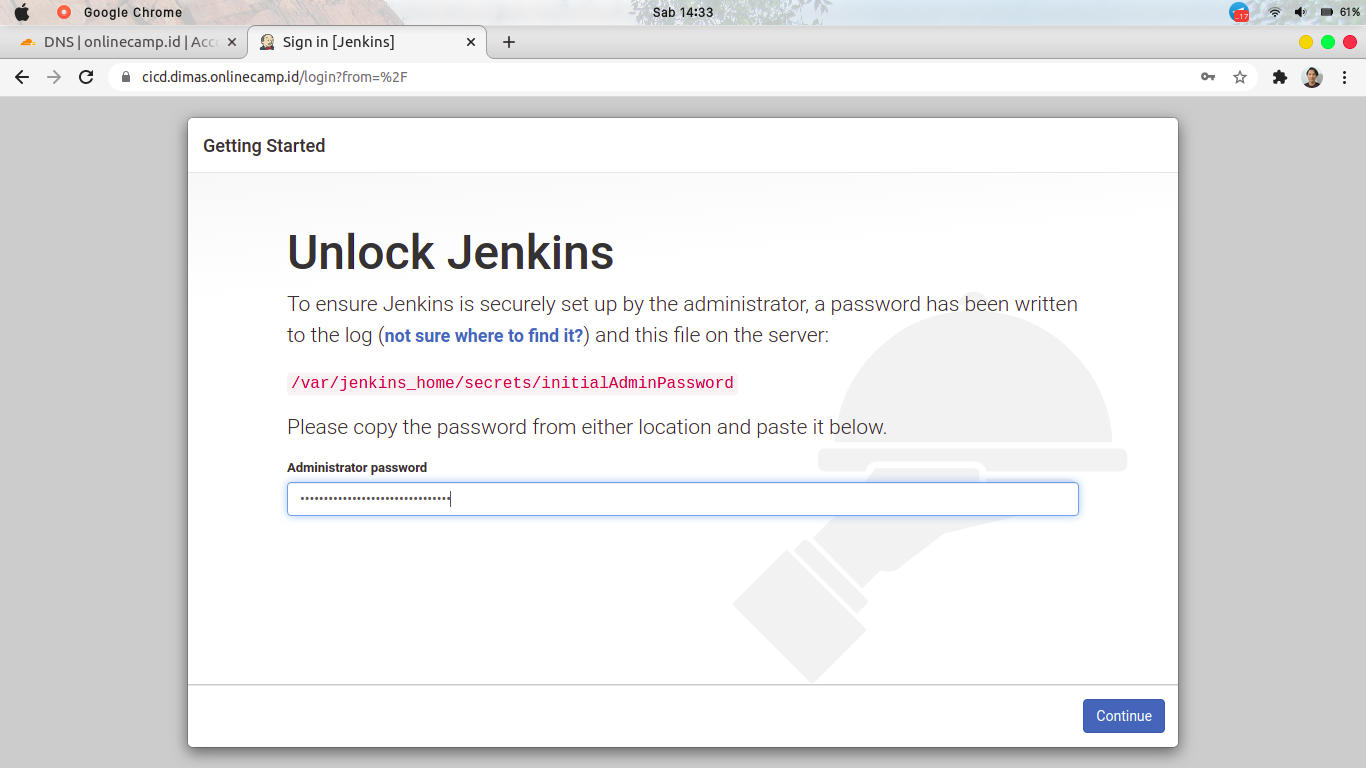 Google Chrome
Sab 14:33
17
61%
DNS | onlinecamp.id | Acc
Sign in [Jenkins]
cicd.dimas.onlinecamp.id/login?from=%2F
Getting Started
Unlock Jenkins
To ensure Jenkins is securely set up by the administrator, a password has been written
to the log (not sure where to find it?) and this file on the server:
/var/jenkins_home/secrets/initialAdminPassword
Please copy the password from either location and paste it below.
Administrator password
Continue